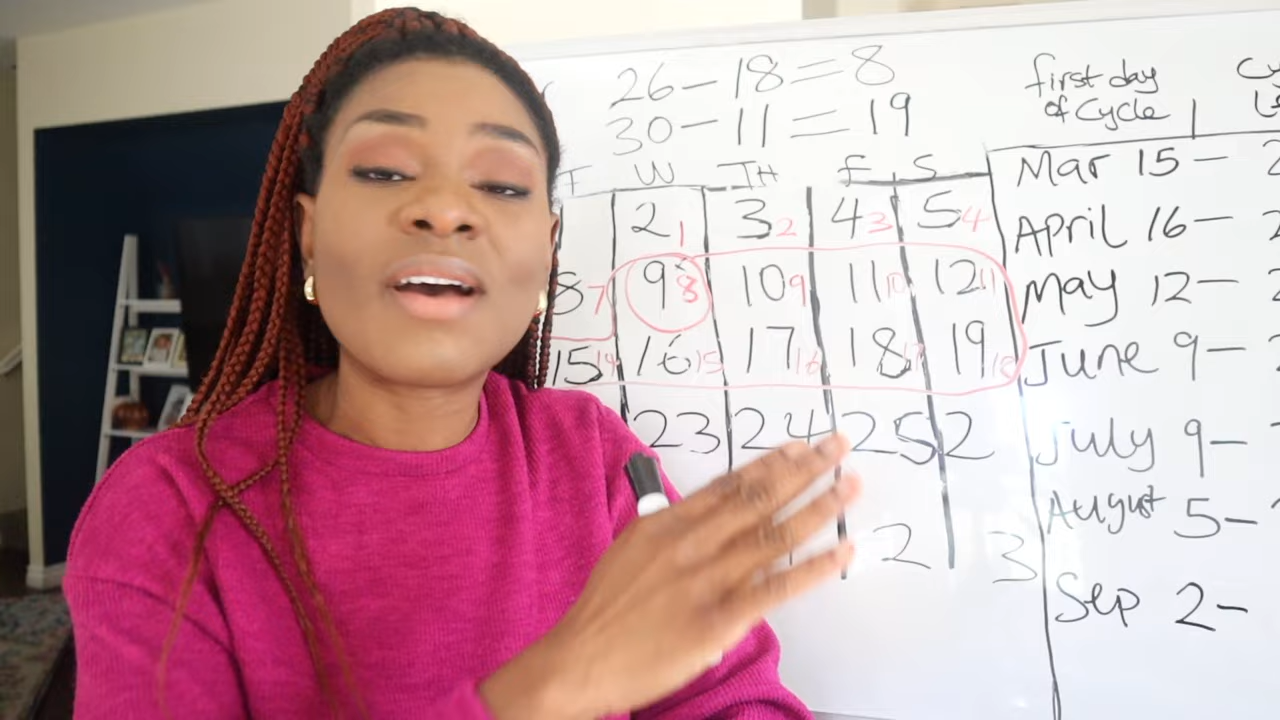 26-18=8
30-11=19
T W TH F S
2 1 3 2 4 3 5 4
8 7 9 8 10 9 11 10 12 11
15 14 16 15 17 16 18 17 19 18
23 24 25 2
2 3
first day
of Cycle
Mar 15 -
April 16 -
May 12 -
June 9 -
July 9 -
August 5 -
Sep 2 -